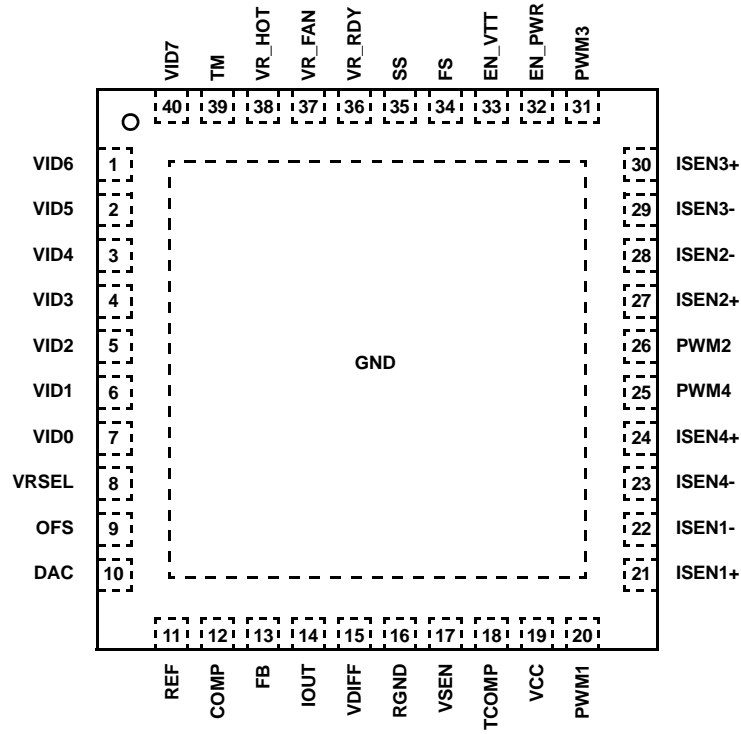 VID7
TM
VR_HOT
VR_FAN
VR_RDY
SS
FS
EN_VTT
EN_PWR
PWM3
40 39 38 37 36 35 34 33 32 31
VID6 1 30 ISEN3+
VID5 2 29 ISEN3-
VID4 3 28 ISEN2-
VID3 4 27 ISEN2+
VID2 5 26 PWM2
GND
VID1 6 25 PWM4
VID0 7 24 ISEN4+
VRSEL 8 23 ISEN4-
OFS 9 22 ISEN1-
DAC 10 21 ISEN1+
11 12 13 14 15 16 17 18 19 20
REF
COMP
FB
IOUT
VDIFF
RGND
VSEN
TCOMP
VCC
PWM1